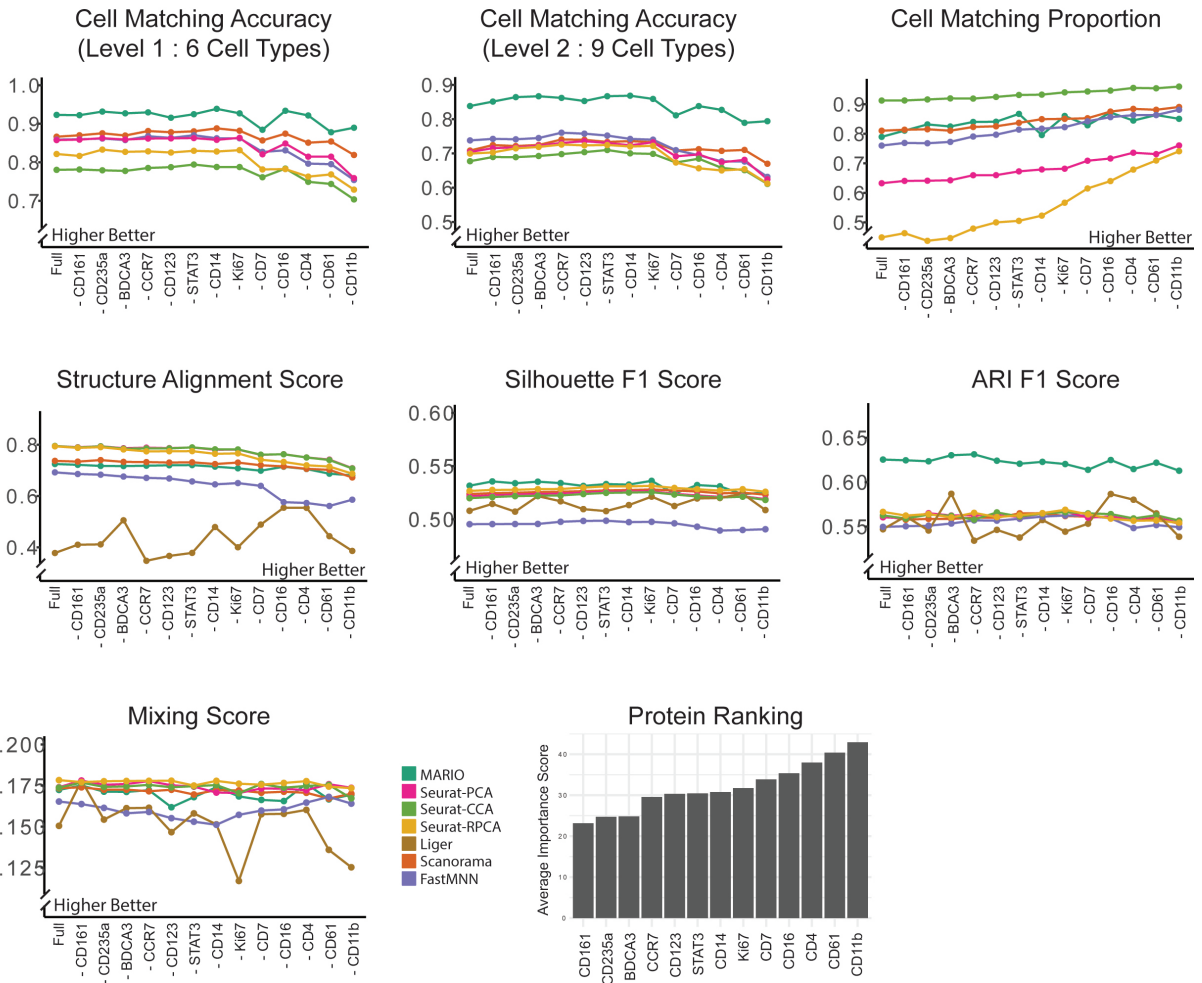 Cell Matching Accuracy
(Level 1 : 6 Cell Types)
1.0
0.9
0.8
0.7
Higher Better
Full
- CD161
- CD235a
- BDCA3
- CCR7
- CD123
- STAT3
- CD14
- Ki67
- CD7
- CD16
- CD4
- CD61
- CD11b
Cell Matching Accuracy
(Level 2 : 9 Cell Types)
0.9
0.8
0.7
0.6
0.5
Higher Better
Full
- CD161
- CD235a
- BDCA3
- CCR7
- CD123
- STAT3
- CD14
- Ki67
- CD7
- CD16
- CD4
- CD61
- CD11b
Cell Matching Proportion
0.9
0.8
0.7
0.6
0.5
Higher Better
Full
- CD161
- CD235a
- BDCA3
- CCR7
- CD123
- STAT3
- CD14
- Ki67
- CD7
- CD16
- CD4
- CD61
- CD11b
Structure Alignment Score
0.8
0.6
0.4
Higher Better
Full
- CD161
- CD235a
- BDCA3
- CCR7
- CD123
- STAT3
- CD14
- Ki67
- CD7
- CD16
- CD4
- CD61
- CD11b
Silhouette F1 Score
0.60
0.55
0.50
Higher Better
Full
- CD161
- CD235a
- BDCA3
- CCR7
- CD123
- STAT3
- CD14
- Ki67
- CD7
- CD16
- CD4
- CD61
- CD11b
ARI F1 Score
0.65
0.60
0.55
Higher Better
Full
- CD161
- CD235a
- BDCA3
- CCR7
- CD123
- STAT3
- CD14
- Ki67
- CD7
- CD16
- CD4
- CD61
- CD11b
Mixing Score
.200
.175
.150
.125
Higher Better
Full
- CD161
- CD235a
- BDCA3
- CCR7
- CD123
- STAT3
- CD14
- Ki67
- CD7
- CD16
- CD4
- CD61
- CD11b
MARIO
Seurat-PCA
Seurat-CCA
Seurat-RPCA
Liger
Scanorama
FastMNN
Protein Ranking
Average Importance Score
40
30
20
10
0
CD161
CD235a
BDCA3
CCR7
CD123
STAT3
CD14
Ki67
CD7
CD16
CD4
CD61
CD11b